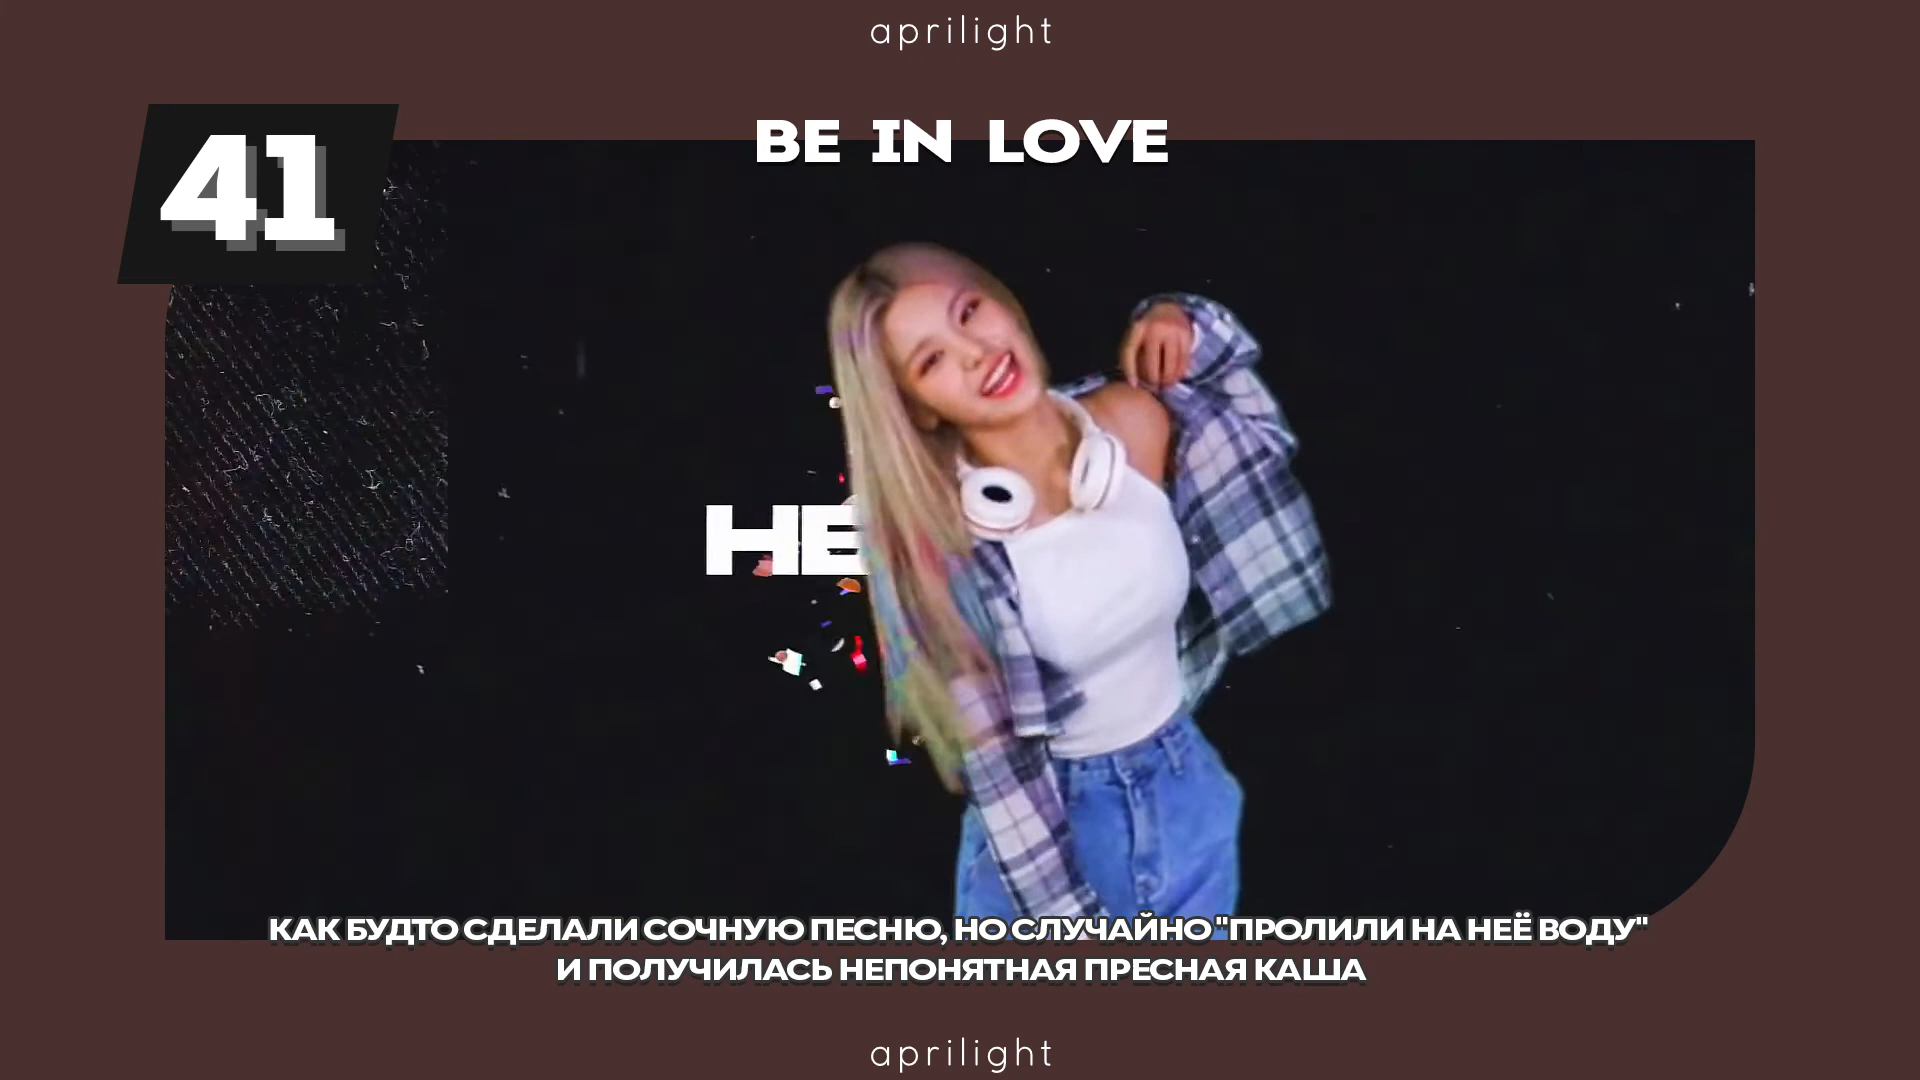 aprilight
41
BE IN LOVE
НЕ
КАК БУДТО СДЕЛАЛИ СОЧНУЮ ПЕСНЮ, НО СЛУЧАЙНО "ПРОЛИЛИ НА НЕЁ ВОДУ"
И ПОЛУЧИЛАСЬ НЕПОНЯТНАЯ ПРЕСНАЯ КАША
aprilight